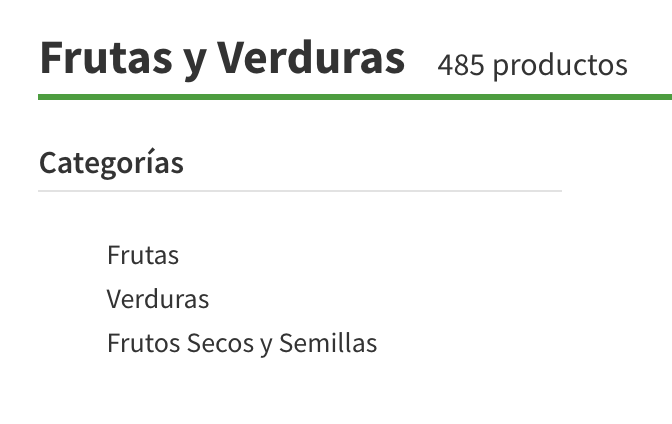 Frutas y Verduras 485 productos
Categorías
Frutas
Verduras
Frutos Secos y Semillas